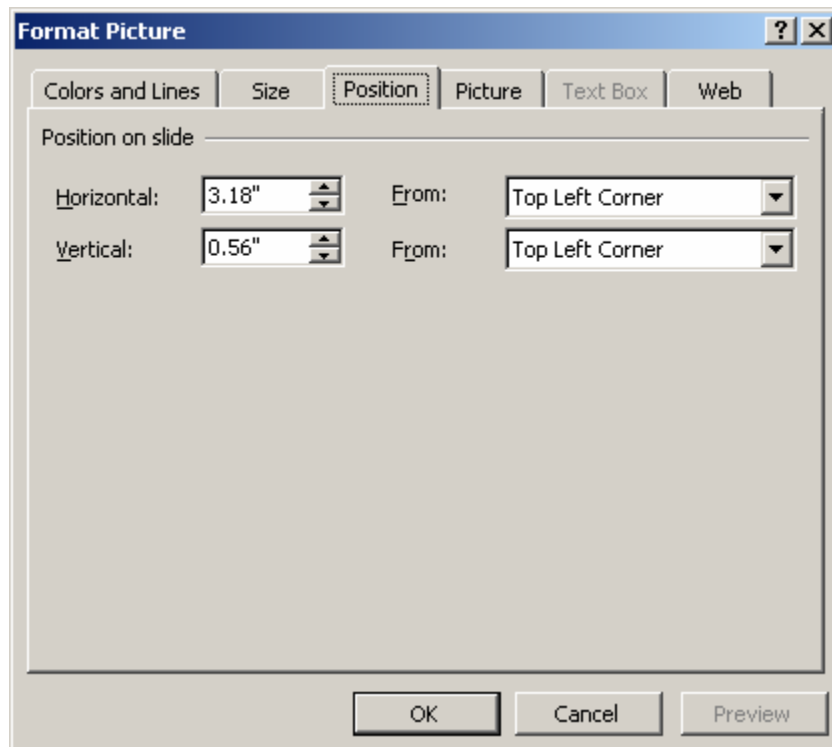 Format Picture
Colors and Lines Size Position Picture Text Box Web
Position on slide
Horizontal: 3.18" From: Top Left Corner
Vertical: 0.56" From: Top Left Corner
OK Cancel Preview